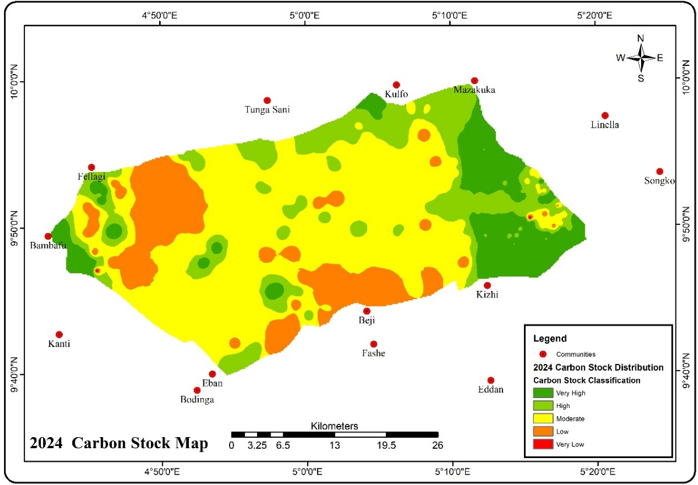 4°50'0"E 5°0'0"E 5°10'0"E 5°20'0"E
N
W E
S
10°0'0"N
10°0'0"N
Kulfo
Mazakuka
Tunga Sani
Linella
Fellagi
Songko
9°50'0"N
9°50'0"N
Bambafu
Kizhi
Beji
Kanti
Fashe
Eban
Bodinga
Eddan
9°40'0"N
9°40'0"N
Legend
Communities
2024 Carbon Stock Distribution
Carbon Stock Classification
Very High
High
Moderate
Low
Very Low
Kilometers
0 3.25 6.5 13 19.5 26
2024 Carbon Stock Map
4°50'0"E 5°0'0"E 5°10'0"E 5°20'0"E